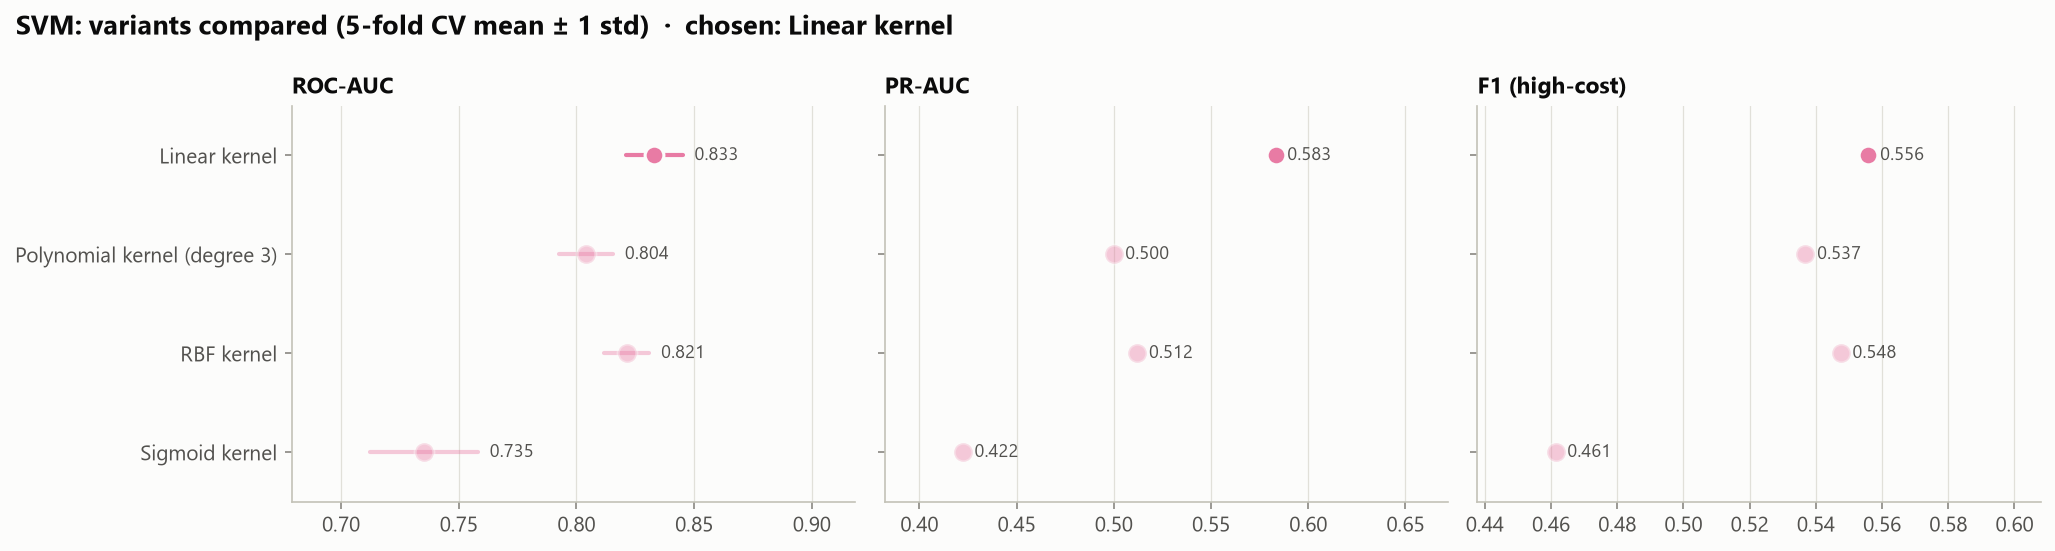 SVM: variants compared (5-fold CV mean ± 1 std) · chosen: Linear kernel
ROC-AUC
PR-AUC
F1 (high-cost)
Linear kernel
0.833
0.583
0.556
Polynomial kernel (degree 3)
0.804
0.500
0.537
RBF kernel
0.821
0.512
0.548
Sigmoid kernel
0.735
0.422
0.461
0.70 0.75 0.80 0.85 0.90
0.40 0.45 0.50 0.55 0.60 0.65
0.44 0.46 0.48 0.50 0.52 0.54 0.56 0.58 0.60